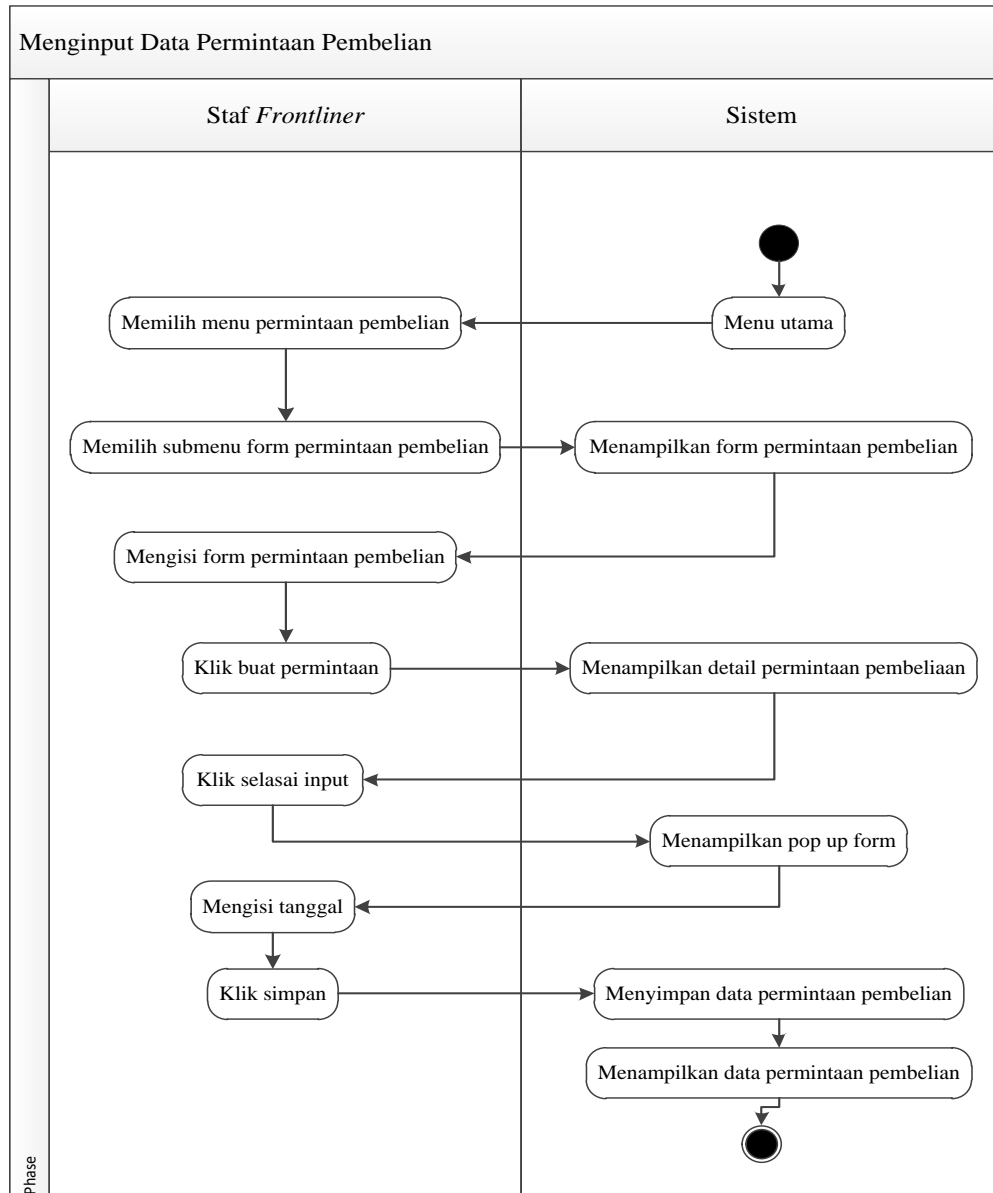 Menginput Data Permintaan Pembelian
Staf Frontliner
Sistem
Menu utama
Memilih menu permintaan pembelian
Memilih submenu form permintaan pembelian
Menampilkan form permintaan pembelian
Mengisi form permintaan pembelian
Klik buat permintaan
Menampilkan detail permintaan pembeliaan
Klik selasai input
Menampilkan pop up form
Mengisi tanggal
Klik simpan
Menyimpan data permintaan pembelian
Menampilkan data permintaan pembelian
Phase